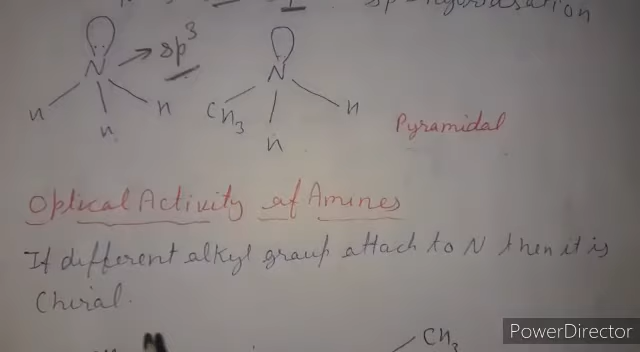 sp3 - hybridisation
N → sp3
N
H
H
H
CH3
H
H
Pyramidal
Optical Activity of Amines
If different alkyl group attach to N then it is
Chiral.
CH3
PowerDirector